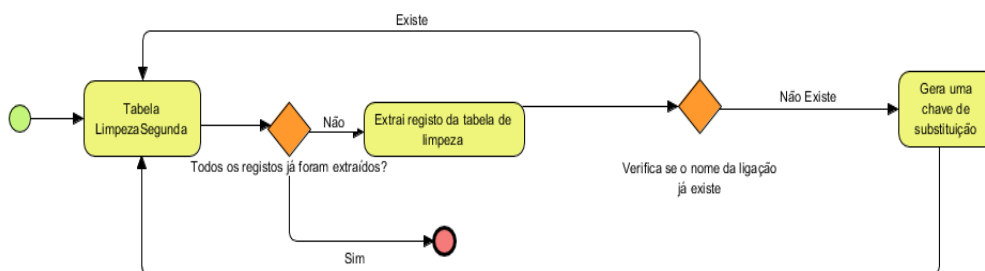 Existe
Tabela
LimpezaSegunda
Todos os registos já foram extraídos?
Não
Extrai registo da tabela de
limpeza
Verifica se o nome da ligação
já existe
Não Existe
Gera uma
chave de
substituição
Sim